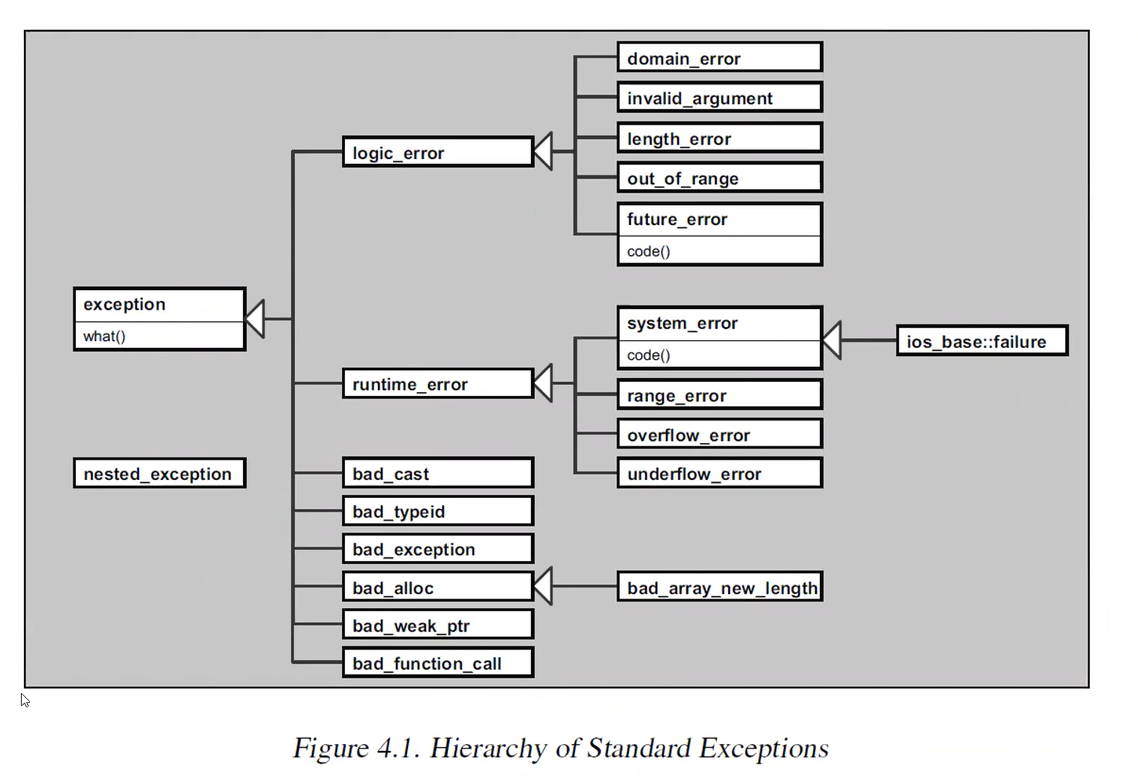 domain_error
invalid_argument
logic_error
length_error
out_of_range
future_error
code()
exception
what()
system_error
code()
ios_base::failure
runtime_error
range_error
overflow_error
nested_exception
bad_cast
underflow_error
bad_typeid
bad_exception
bad_alloc
bad_array_new_length
bad_weak_ptr
bad_function_call
Figure 4.1. Hierarchy of Standard Exceptions